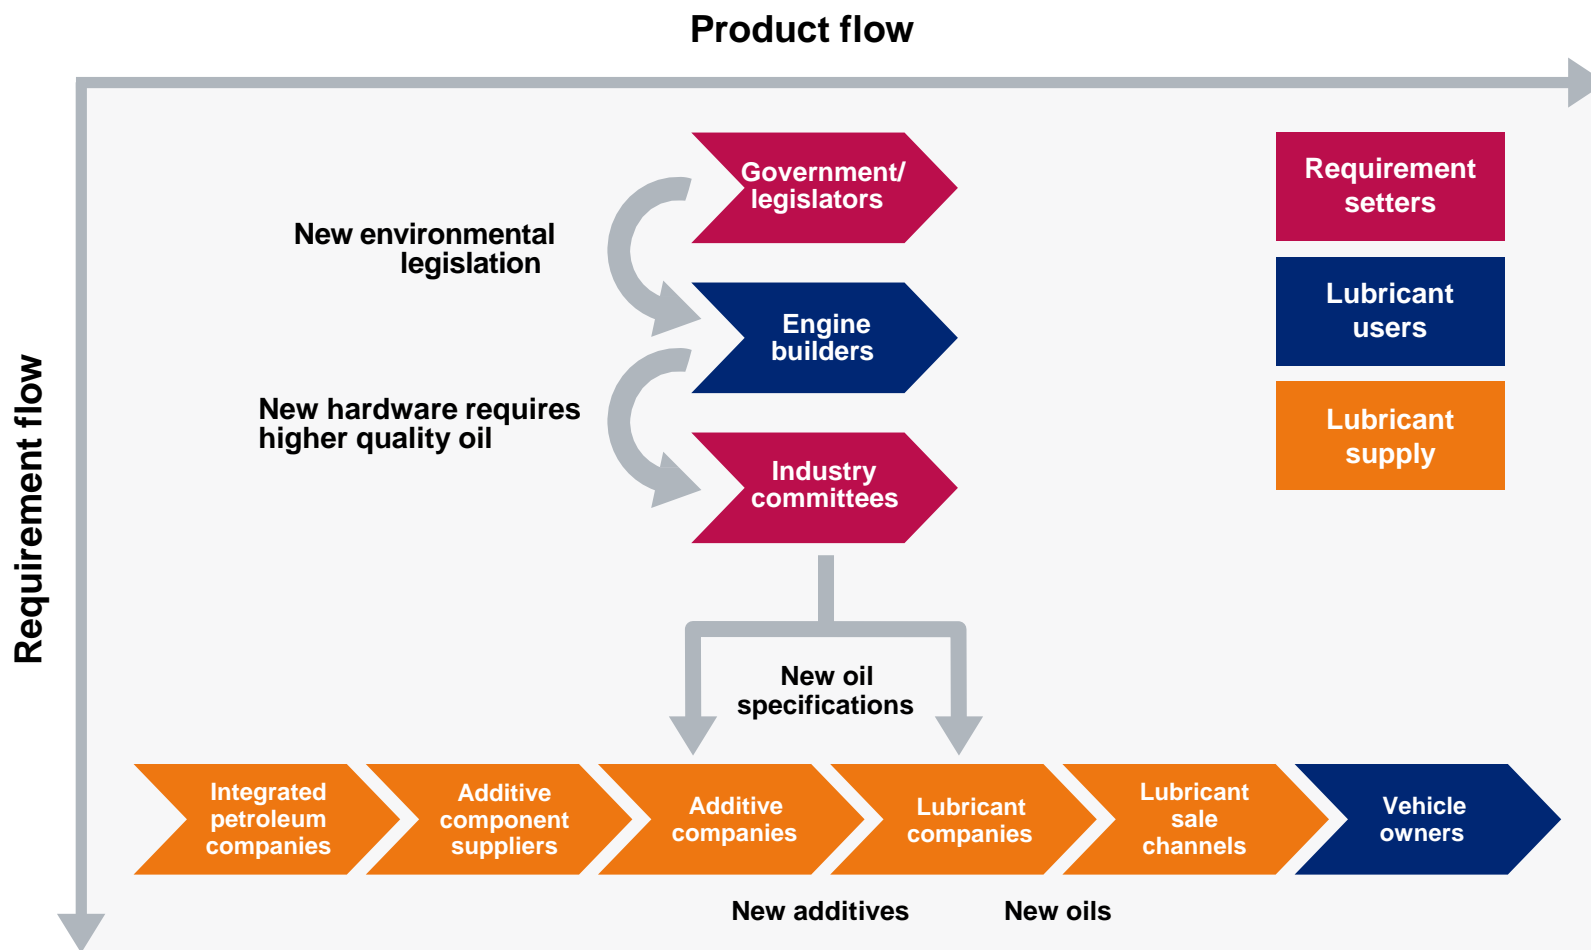 Product flow
Requirement flow
Government/
legislators
New environmental
legislation
Engine
builders
New hardware requires
higher quality oil
Industry
committees
Requirement
setters
Lubricant
users
Lubricant
supply
New oil
specifications
Integrated
petroleum
companies
Additive
component
suppliers
Additive
companies
Lubricant
companies
Lubricant
sale
channels
Vehicle
owners
New additives
New oils